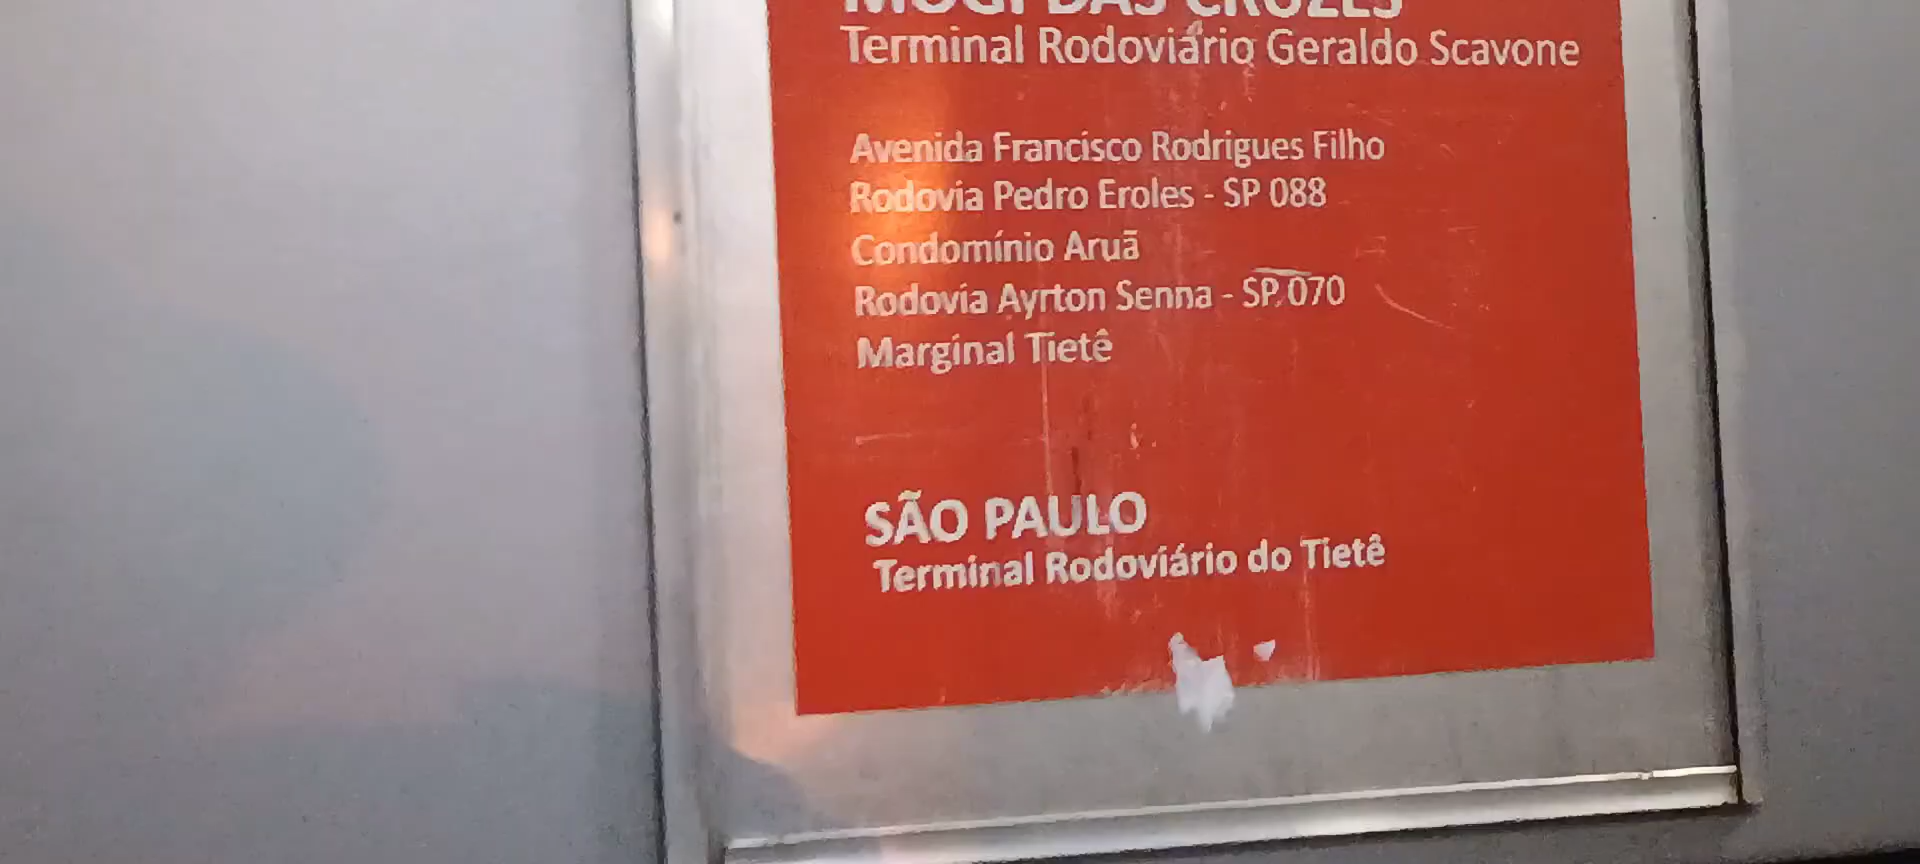 MOGI DAS CRUZES
Terminal Rodoviário Geraldo Scavone
Avenida Francisco Rodrigues Filho
Rodovia Pedro Eroles - SP 088
Condomínio Aruã
Rodovia Ayrton Senna - SP 070
Marginal Tietê
SÃO PAULO
Terminal Rodoviário do Tietê